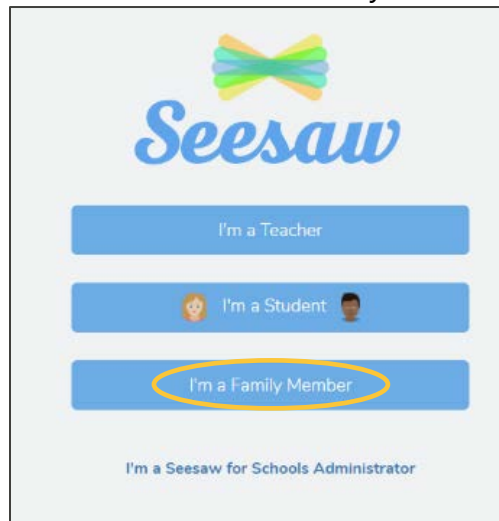 Seesaw
I'm a Teacher
I'm a Student
I'm a Family Member
I'm a Seesaw for Schools Administrator